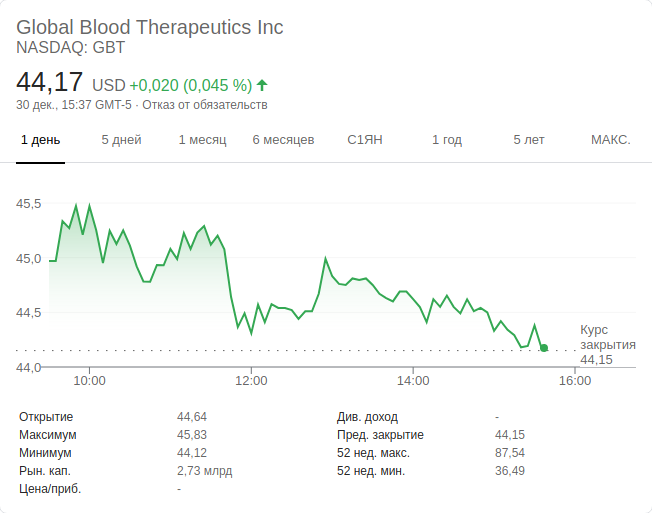 Global Blood Therapeutics Inc
NASDAQ: GBT
44,17 USD +0,020 (0,045 %)
30 дек., 15:37 GMT-5 · Отказ от обязательств
1 день 5 дней 1 месяц 6 месяцев С1ЯН 1 год 5 лет МАКС.
45,5
45,0
44,5
44,0
Курс
закрытия
44,15
10:00 12:00 14:00 16:00
Открытие 44,64 Див. доход -
Максимум 45,83 Пред. закрытие 44,15
Минимум 44,12 52 нед. макс. 87,54
Рын. кап. 2,73 млрд 52 нед. мин. 36,49
Цена/приб. -